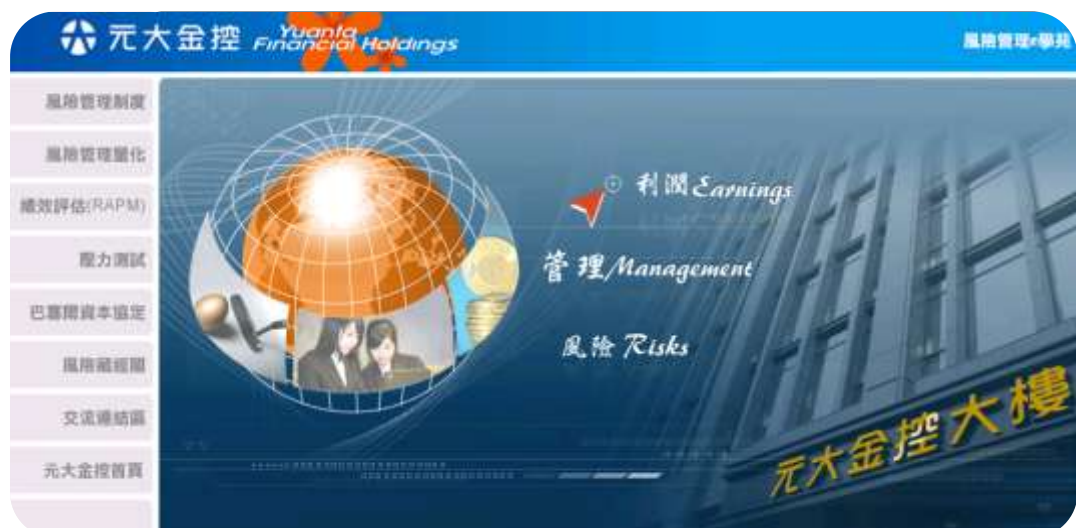 元大金控 Yuanta Financial Holdings
風險管理e學苑
風險管理制度
風險管理量化
績效評估(RAPM)
壓力測試
巴塞爾資本協定
風險藏經閣
交流連結區
元大金控首頁
利潤 Earnings
管理 Management
風險 Risks
元大金控大樓